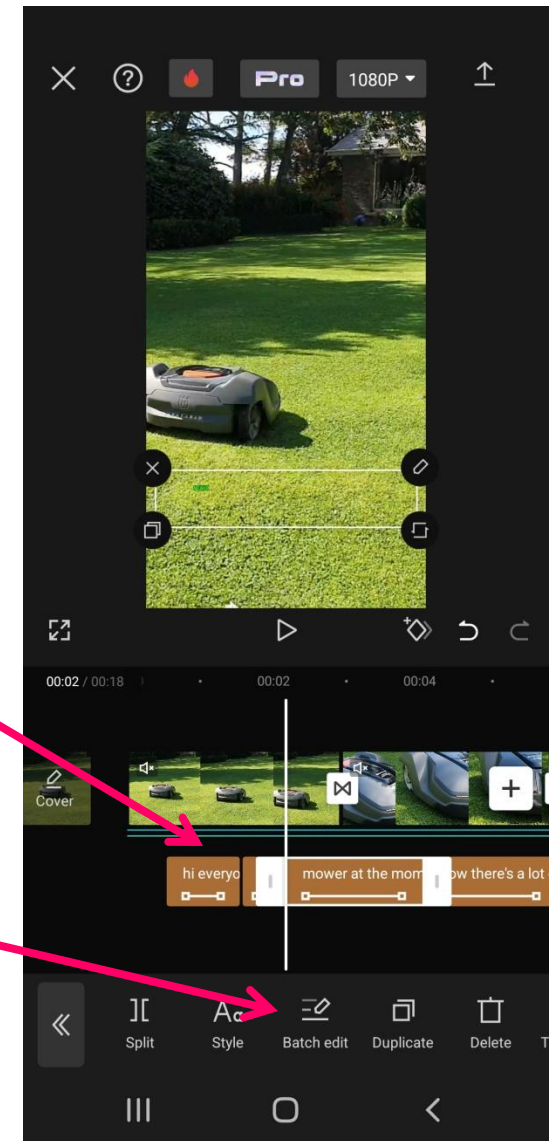 Pro
1080P
00:02 / 00:18
00:02
00:04
Cover
hi everyo
mower at the mom
ow there's a lot
Split
Style
Batch edit
Duplicate
Delete
T